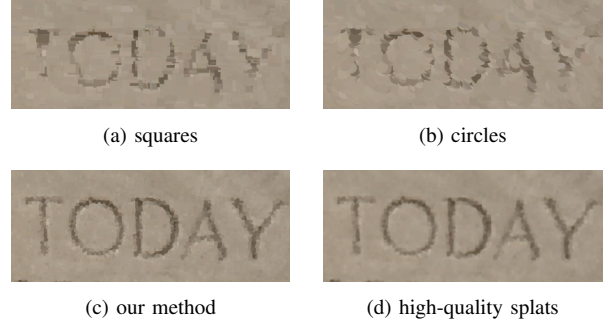 TODAY TODAY
(a) squares (b) circles
TODAY TODAY
(c) our method (d) high-quality splats